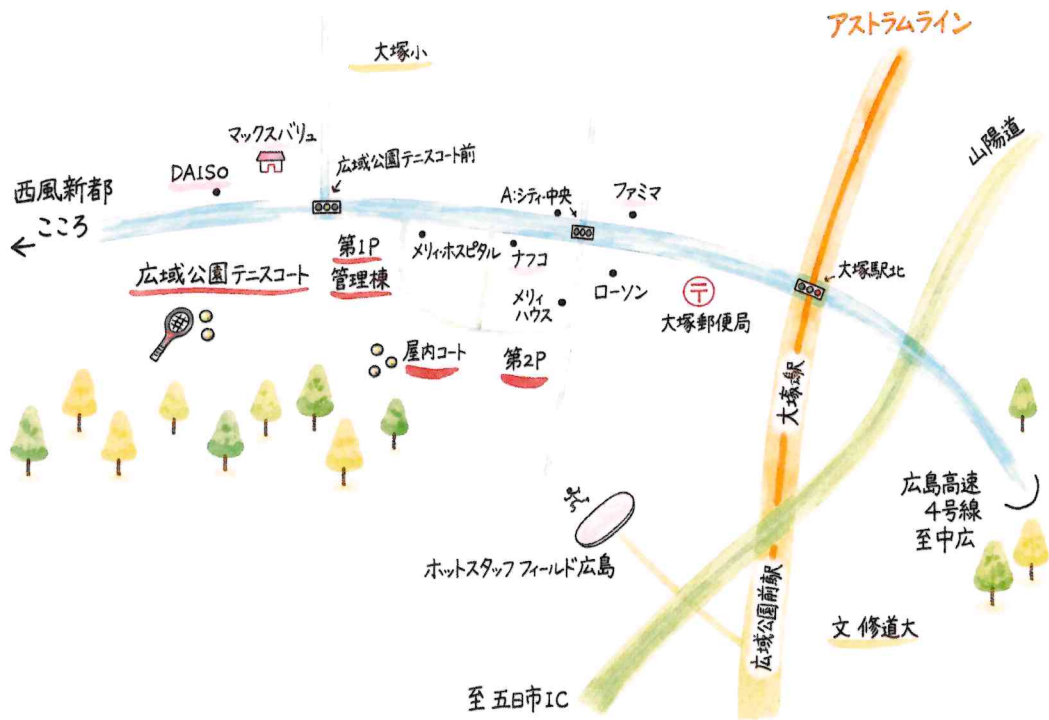 アストラムライン
大塚小
山陽道
マックスバリュ
DAISO
広域公園テニスコート前
西風新都
こころ
A:シティ・中央
ファミマ
第1P
管理棟
メリィ・ホスピタル
ナフコ
広域公園テニスコート
大塚駅北
メリィ
ハウス
ローソン
〒
大塚郵便局
屋内コート
第2P
大塚駅
広島高速
4号線
至中広
ホットスタッフフィールド広島
広域公園前駅
文 修道大
至 五日市IC